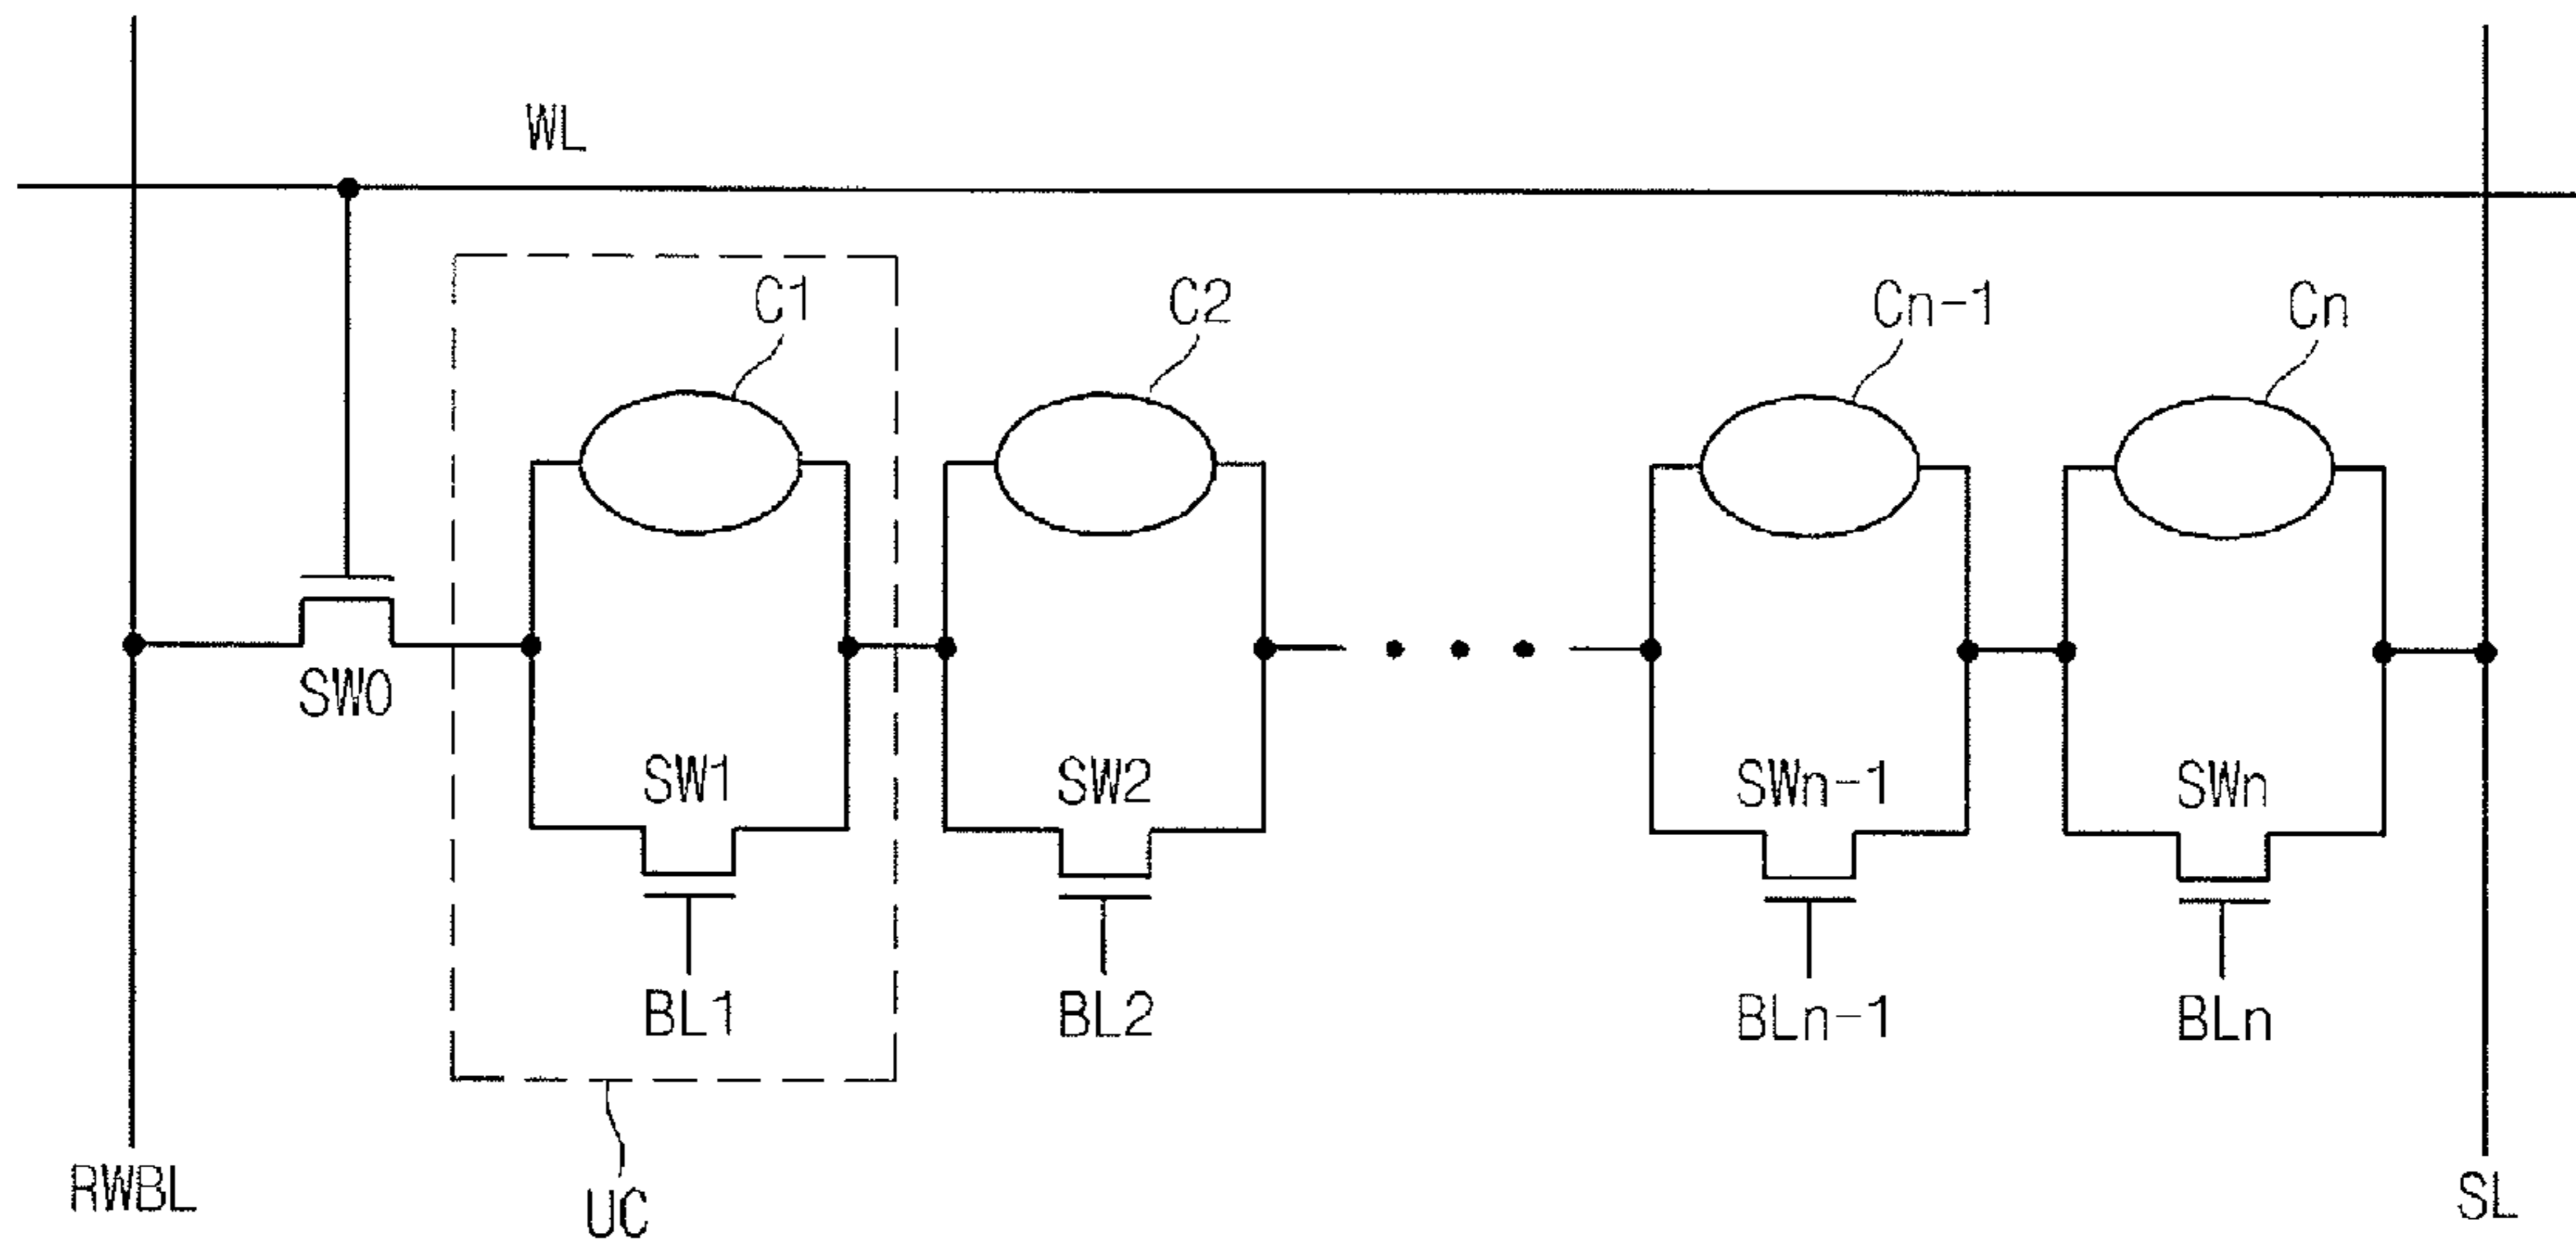 WL
C1
C2
Cn-1
Cn
SW0
SW1
SW2
SWn-1
SWn
BL1
BL2
BLn-1
BLn
RWBL
UC
SL